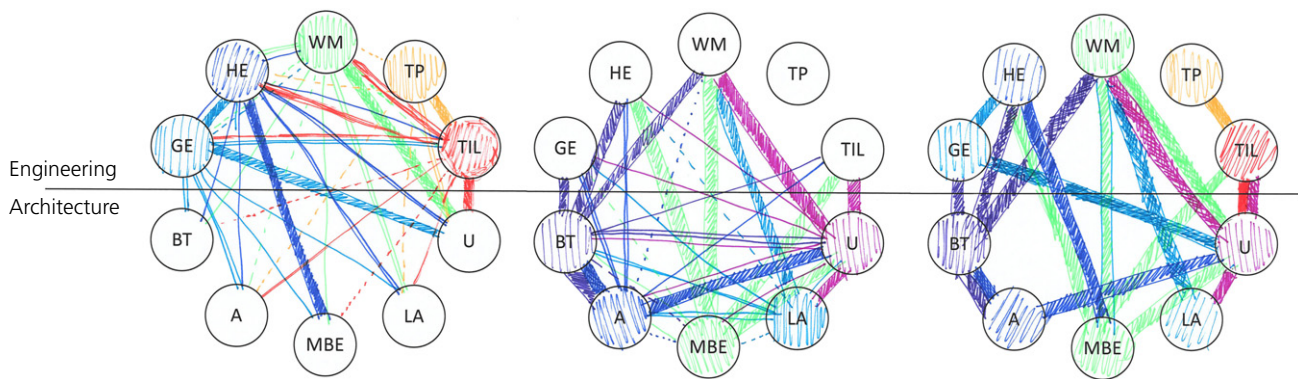 WM
HE
TP
GE
TIL
Engineering
Architecture
BT
U
A
LA
MBE
WM
HE
TP
GE
TIL
BT
U
A
LA
MBE
WM
HE
TP
GE
TIL
BT
U
A
LA
MBE